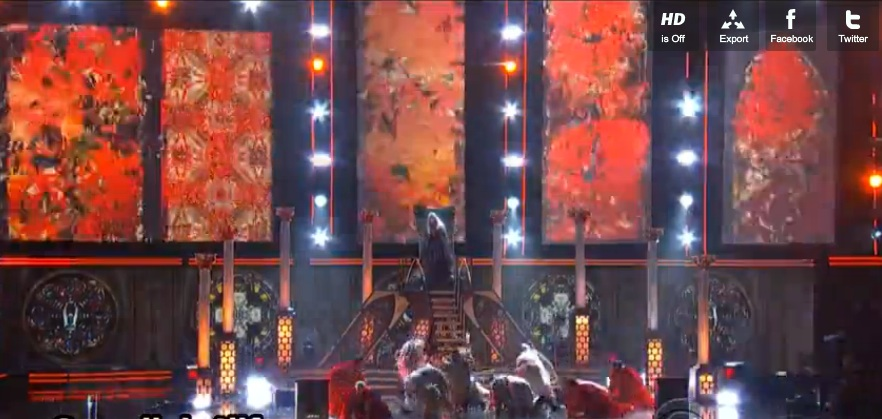 HD
is Off
Export
Facebook
Twitter